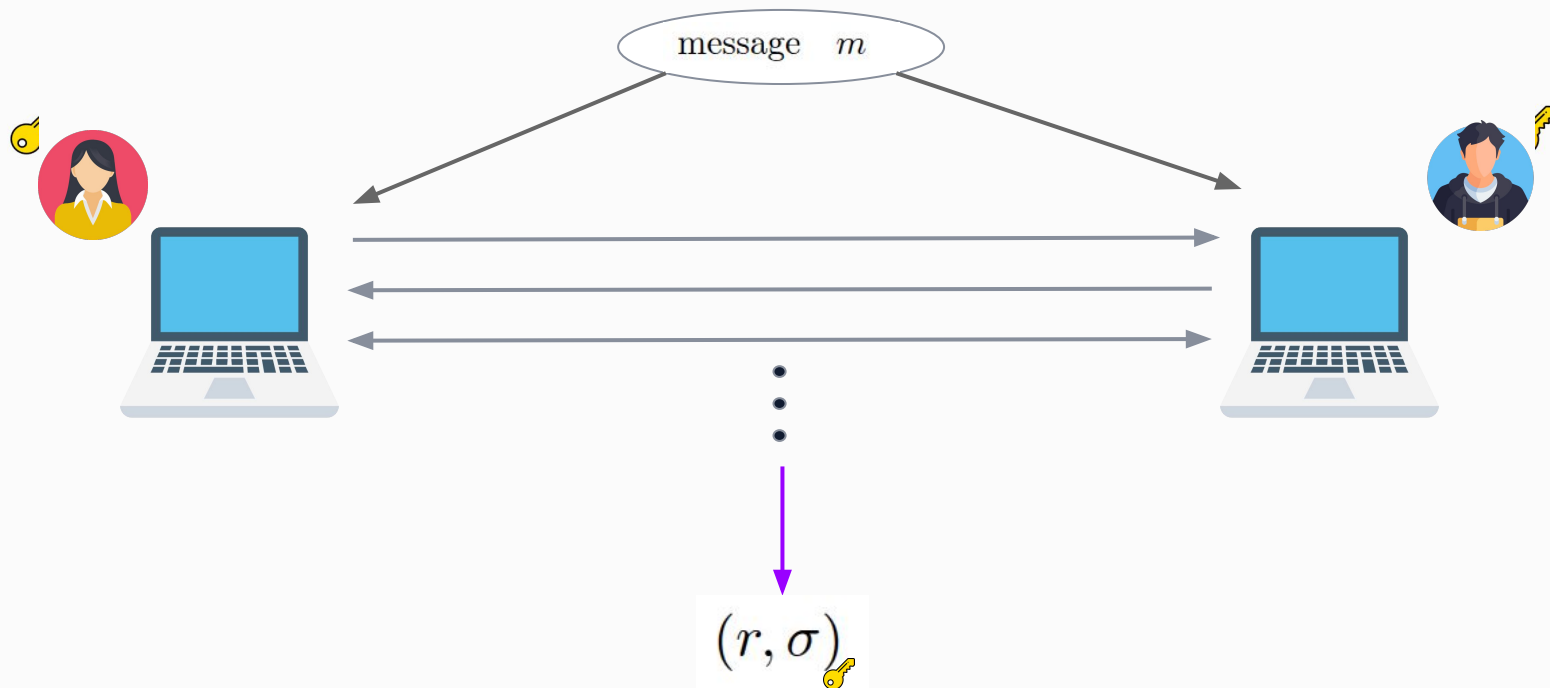 message m
(r, σ)